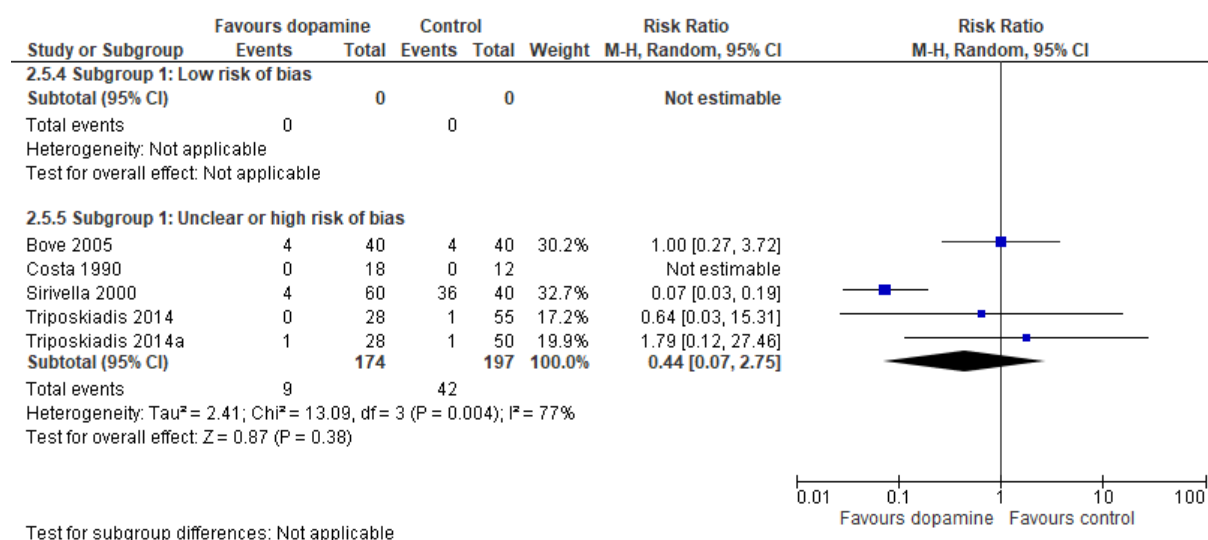 Favours dopamine Control Risk Ratio Risk Ratio
Study or Subgroup Events Total Events Total Weight M-H, Random, 95% CI M-H, Random, 95% CI
2.5.4 Subgroup 1: Low risk of bias
Subtotal (95% CI) 0 0 Not estimable
Total events 0 0
Heterogeneity: Not applicable
Test for overall effect: Not applicable
2.5.5 Subgroup 1: Unclear or high risk of bias
Bove 2005 4 40 4 40 30.2% 1.00 [0.27, 3.72]
Costa 1990 0 18 0 12 Not estimable
Sirivella 2000 4 60 36 40 32.7% 0.07 [0.03, 0.19]
Triposkiadis 2014 0 28 1 55 17.2% 0.64 [0.03, 15.31]
Triposkiadis 2014a 1 28 1 50 19.9% 1.79 [0.12, 27.46]
Subtotal (95% CI) 174 197 100.0% 0.44 [0.07, 2.75]
Total events 9 42
Heterogeneity: Tau² = 2.41; Chi² = 13.09, df = 3 (P = 0.004); I² = 77%
Test for overall effect: Z = 0.87 (P = 0.38)
0.01 0.1 1 10 100
Favours dopamine Favours control
Test for subgroup differences: Not applicable